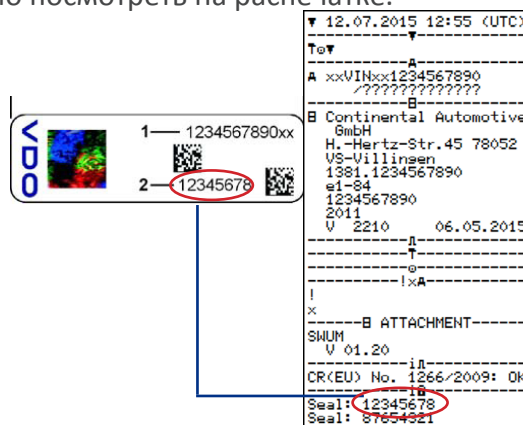 но посмотреть на распечатке.
VDO
1 — 1234567890xx
2 — 12345678
▼ 12.07.2015 12:55 (UTC)
--------▼--------
T⊙▼
--------A--------
A xxVINxx1234567890
/?????????????
--------B--------
B Continental Automotive
GmbH
H.-Hertz-Str.45 78052
VS-Villingen
1381.1234567890
e1-84
1234567890
2011
V 2210 06.05.2015
--------Л--------
--------T--------
--------⊙--------
-------!xA-------
!
x
------B ATTACHMENT------
SWUM
V 01.20
--------iЛ--------
CR(EU) No. 1266/2009: OK
Seal: 12345678
Seal: 87654321